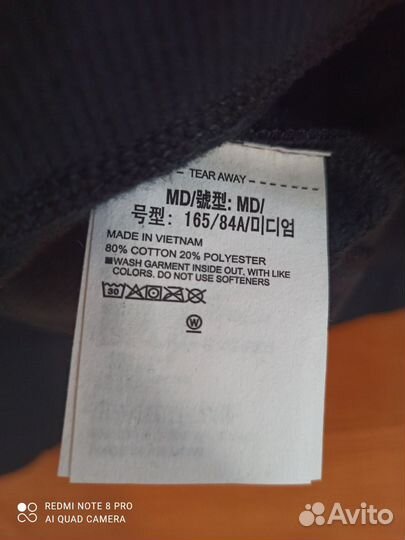 — TEAR AWAY —
MD/號型: MD/
号型: 165/84A/미디엄
MADE IN VIETNAM
80% COTTON 20% POLYESTER
■WASH GARMENT INSIDE OUT. WITH LIKE
COLORS. DO NOT USE SOFTENERS
30
W
REDMI NOTE 8 PRO
AI QUAD CAMERA
Avito